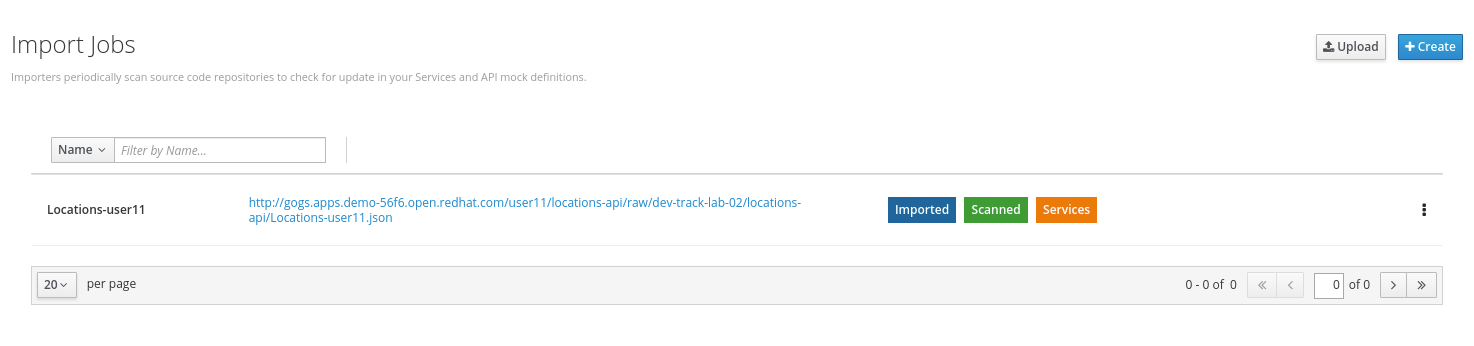 Import Jobs
Upload
Create
Importers periodically scan source code repositories to check for update in your Services and API mock definitions.
Name
Filter by Name...
Locations-user11
http://gogs.apps.demo-56f6.open.redhat.com/user11/locations-api/raw/dev-track-lab-02/locations-
api/Locations-user11.json
Imported
Scanned
Services
20
per page
0 - 0 of 0
0
of 0